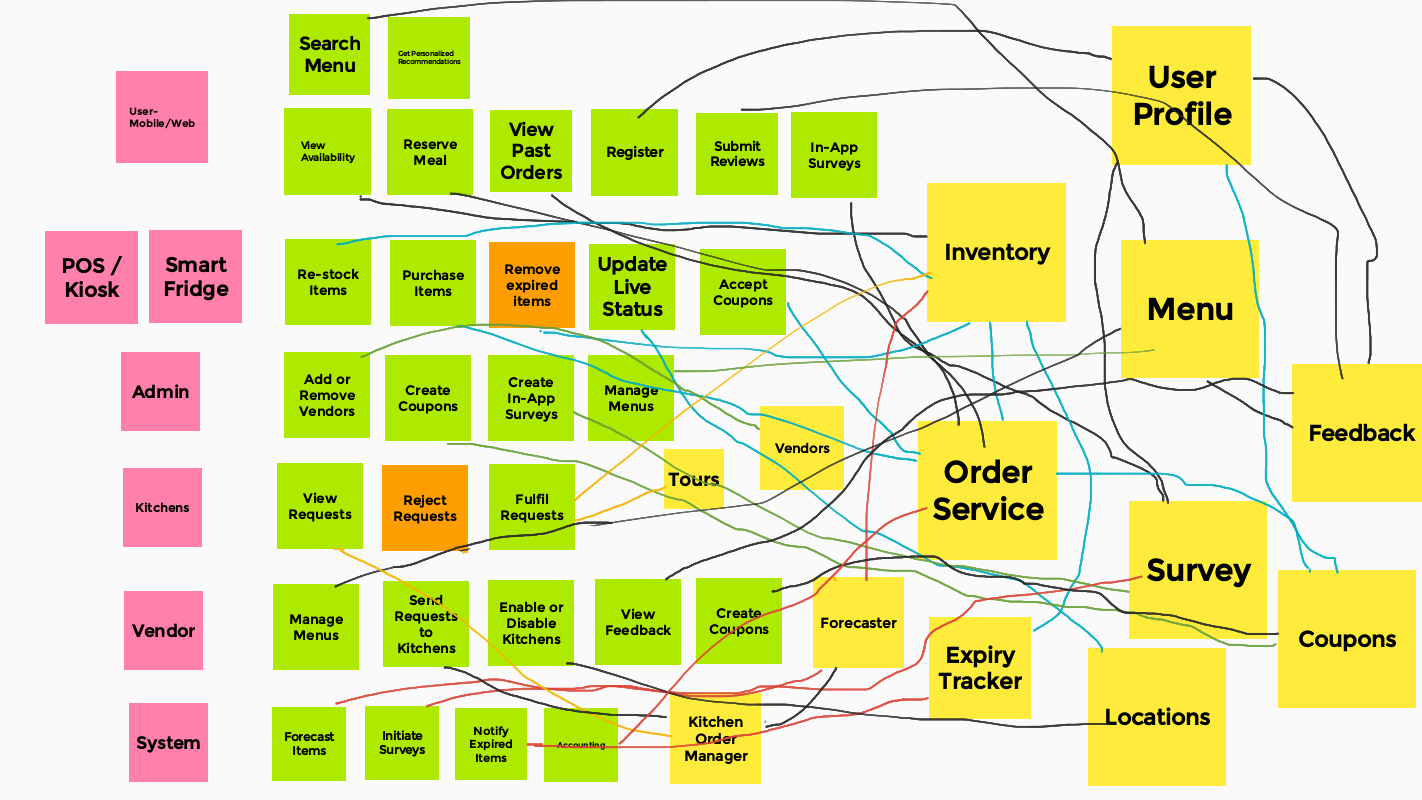 Search
Menu
Get Personalized
Recommendations
User
Profile
User-
Mobile/Web
View
Availability
Reserve
Meal
View
Past
Orders
Register
Submit
Reviews
In-App
Surveys
Inventory
POS /
Kiosk
Smart
Fridge
Re-stock
Items
Purchase
Items
Remove
expired
items
Update
Live
Status
Accept
Coupons
Menu
Admin
Add or
Remove
Vendors
Create
Coupons
Create
In-App
Surveys
Manage
Menus
Vendors
Feedback
Kitchens
View
Requests
Reject
Requests
Fulfil
Requests
Tours
Order
Service
Survey
Vendor
Manage
Menus
Send
Requests
to
Kitchens
Enable or
Disable
Kitchens
View
Feedback
Create
Coupons
Forecaster
Expiry
Tracker
Coupons
System
Forecast
Items
Initiate
Surveys
Notify
Expired
Items
Accounting
Kitchen
Order
Manager
Locations